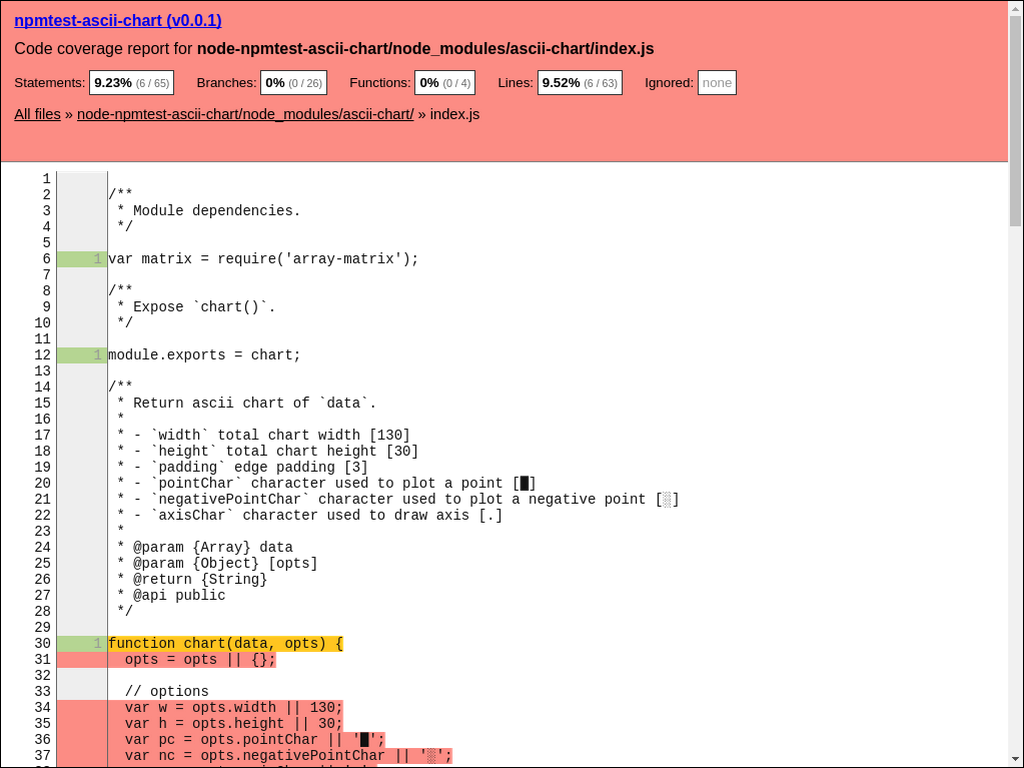 npmtest-ascii-chart (v0.0.1)
Code coverage report for node-npmtest-ascii-chart/node_modules/ascii-chart/index.js
Statements: 9.23% (6 / 65) Branches: 0% (0 / 26) Functions: 0% (0 / 4) Lines: 9.52% (6 / 63) Ignored: none
All files » node-npmtest-ascii-chart/node_modules/ascii-chart/ » index.js
1
2 /**
3 * Module dependencies.
4 */
5
6 1 var matrix = require('array-matrix');
7
8 /**
9 * Expose `chart()`.
10 */
11
12 1 module.exports = chart;
13
14 /**
15 * Return ascii chart of `data`.
16 *
17 * - `width` total chart width [130]
18 * - `height` total chart height [30]
19 * - `padding` edge padding [3]
20 * - `pointChar` character used to plot a point [█]
21 * - `negativePointChar` character used to plot a negative point [░]
22 * - `axisChar` character used to draw axis [.]
23 *
24 * @param {Array} data
25 * @param {Object} [opts]
26 * @return {String}
27 * @api public
28 */
29
30 1 function chart(data, opts) {
31 opts = opts || {};
32
33 // options
34 var w = opts.width || 130;
35 var h = opts.height || 30;
36 var pc = opts.pointChar || '█';
37 var nc = opts.negativePointChar || '░';